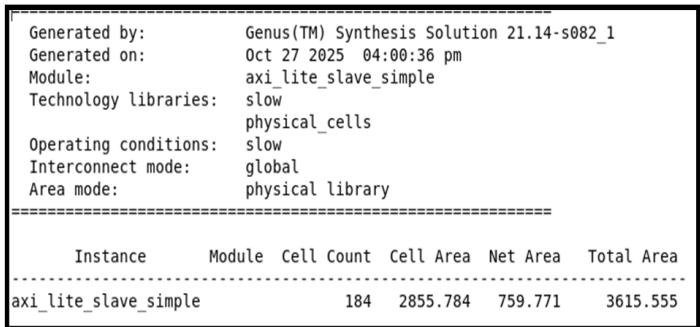 ============================================================
Generated by: Genus(TM) Synthesis Solution 21.14-s082_1
Generated on: Oct 27 2025 04:00:36 pm
Module: axi_lite_slave_simple
Technology libraries: slow
physical_cells
Operating conditions: slow
Interconnect mode: global
Area mode: physical library
============================================================
Instance Module Cell Count Cell Area Net Area Total Area
--------------------------------------------------------------------------
axi_lite_slave_simple 184 2855.784 759.771 3615.555